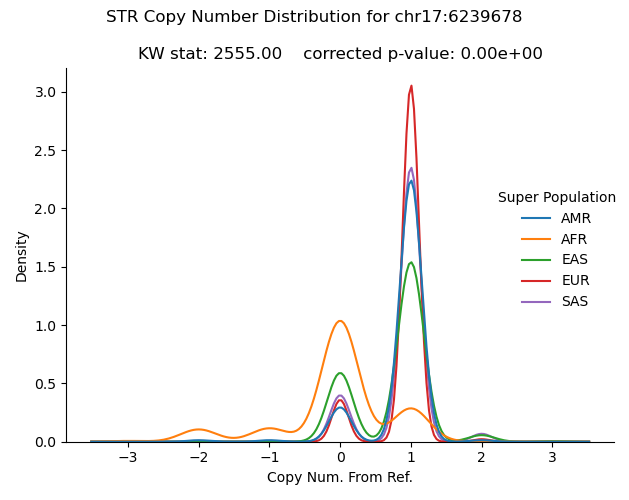 STR Copy Number Distribution for chr17:6239678
KW stat: 2555.00    corrected p-value: 0.00e+00
3.0
2.5
2.0
1.5
1.0
0.5
0.0
Density
Super Population
AMR
AFR
EAS
EUR
SAS
−3 −2 −1 0 1 2 3
Copy Num. From Ref.